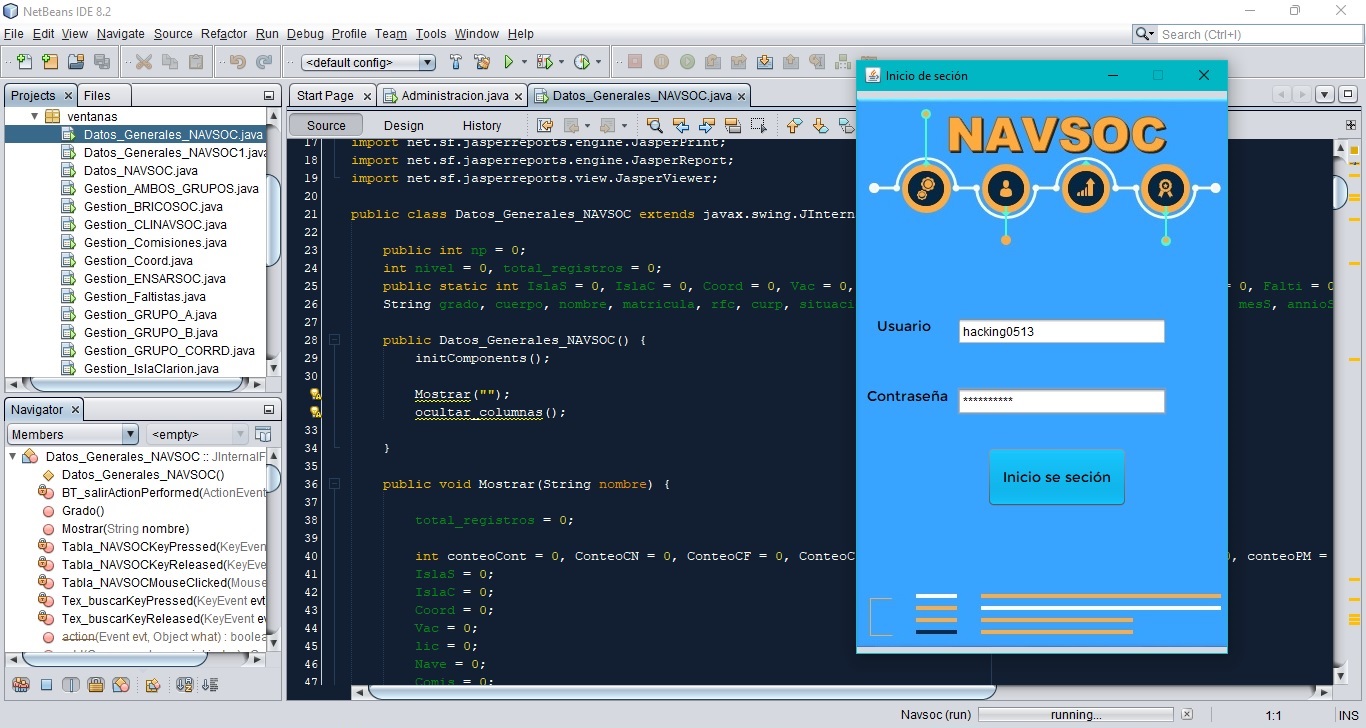 NetBeans IDE 8.2
File Edit View Navigate Source Refactor Run Debug Profile Team Tools Window Help
Search (Ctrl+I)
<default config>
Projects Files
ventanas
Datos_Generales_NAVSOC.java
Datos_Generales_NAVSOC1.java
Datos_NAVSOC.java
Gestion_AMBOS_GRUPOS.java
Gestion_BRICOSOC.java
Gestion_CLINAVSOC.java
Gestion_Comisiones.java
Gestion_Coord.java
Gestion_ENSARSOC.java
Gestion_Faltistas.java
Gestion_GRUPO_A.java
Gestion_GRUPO_B.java
Gestion_GRUPO_CORRD.java
Gestion_IslaClarion.java
Navigator
Members <empty>
Datos_Generales_NAVSOC :: JInternalF
Datos_Generales_NAVSOC()
BT_salirActionPerformed(ActionEvent
Grado()
Mostrar(String nombre)
Tabla_NAVSOCKeyPressed(KeyEven
Tabla_NAVSOCKeyReleased(KeyEve
Tabla_NAVSOCMouseClicked(Mouse
Tex_buscarKeyPressed(KeyEvent evt
Tex_buscarKeyReleased(KeyEvent ev
action(Event evt, Object what) : boolea
Start Page Administracion.java Datos_Generales_NAVSOC.java
Source Design History
17 import net.sf.jasperreports.engine.JasperPrint;
18 import net.sf.jasperreports.engine.JasperReport;
19 import net.sf.jasperreports.view.JasperViewer;
20
21 public class Datos_Generales_NAVSOC extends javax.swing.JIntern
22
23 public int np = 0;
24 int nivel = 0, total_registros = 0;
25 public static int IslaS = 0, IslaC = 0, Coord = 0, Vac = 0, = 0, Falti = 0
26 String grado, cuerpo, nombre, matricula, rfc, curp, situaci mesS, annioS
27
28 public Datos_Generales_NAVSOC() {
29 initComponents();
30
Mostrar("");
ocultar_columnas();
33
34 }
35
36 public void Mostrar(String nombre) {
37
38 total_registros = 0;
39
40 int conteoCont = 0, ConteoCN = 0, ConteoCF = 0, ConteoC ), conteoPM =
41 IslaS = 0;
42 IslaC = 0;
43 Coord = 0;
44 Vac = 0;
45 lic = 0;
46 Nave = 0;
47 Comis = 0;
Inicio de seción
NAVSOC
Usuario hacking0513
Contraseña **********
Inicio se seción
Navsoc (run) running... 1:1 INS